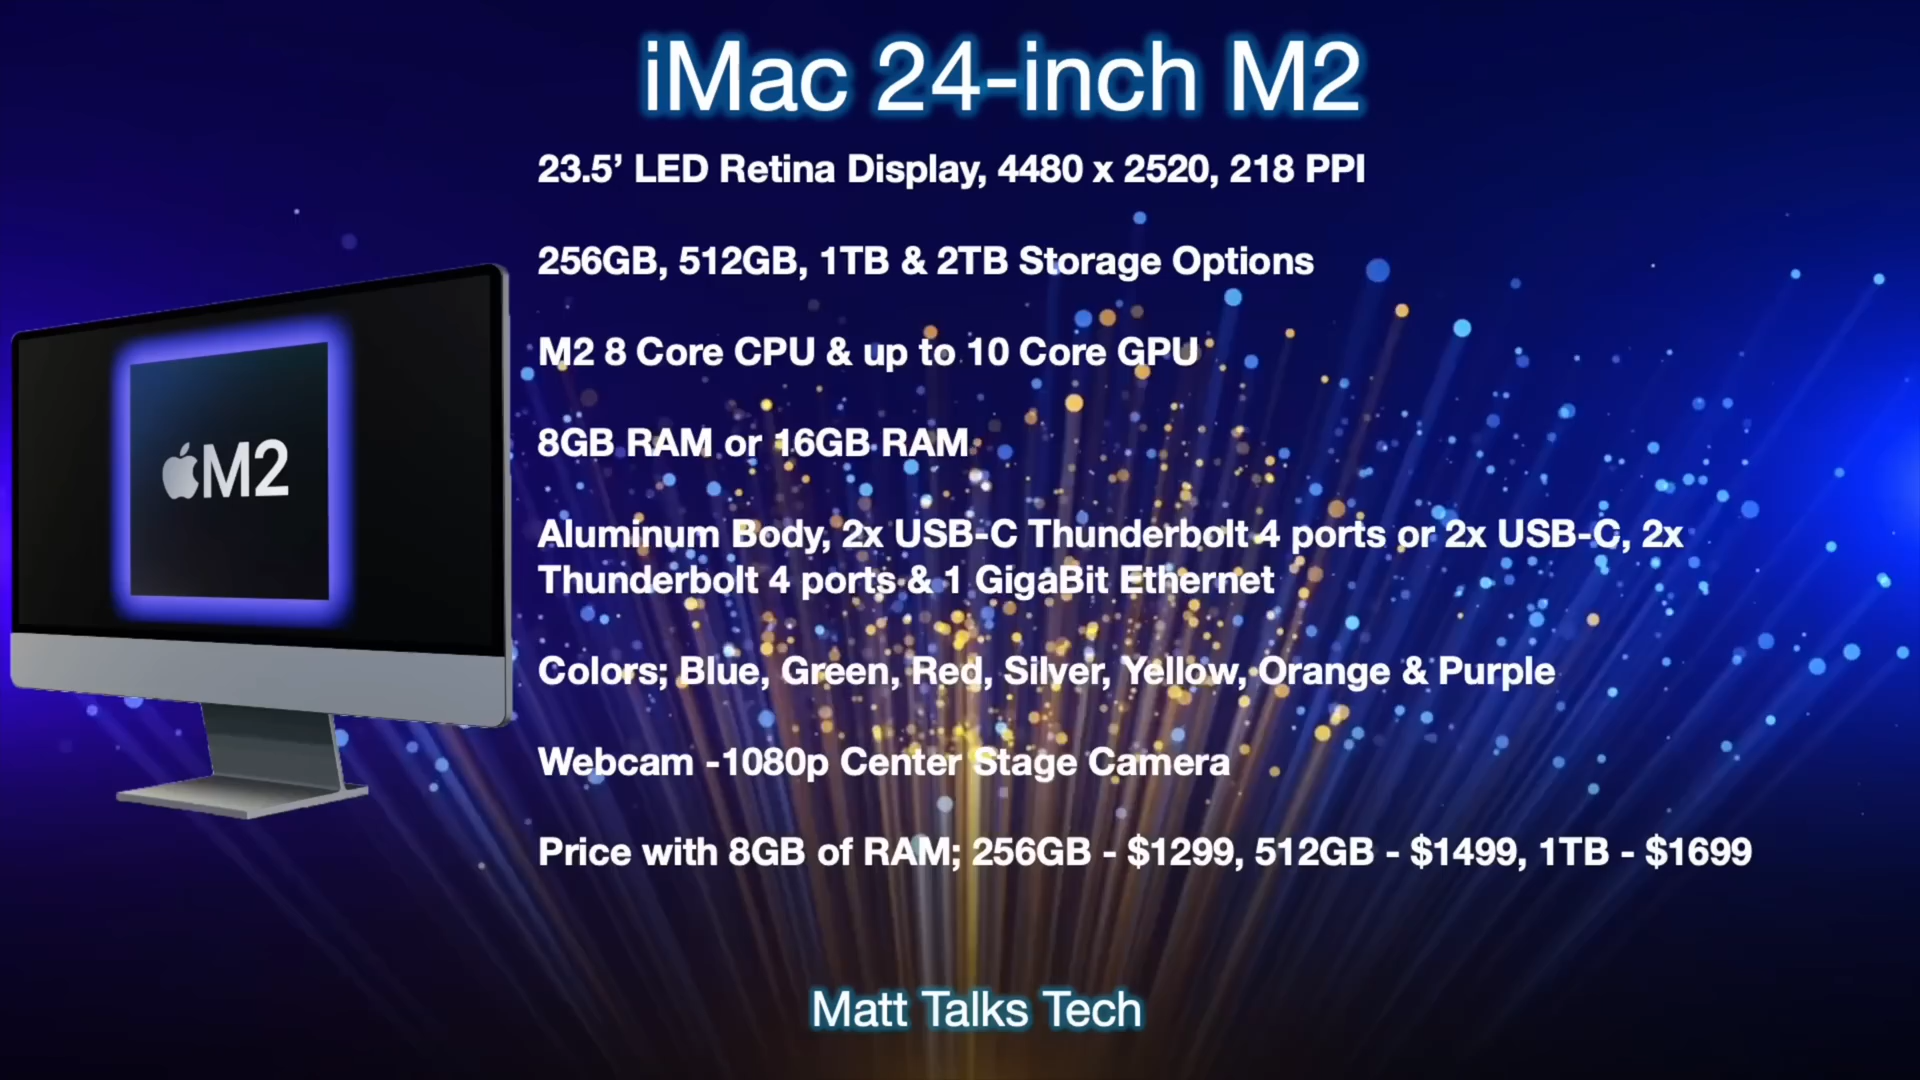 iMac 24-inch M2
23.5’ LED Retina Display, 4480 x 2520, 218 PPI
256GB, 512GB, 1TB & 2TB Storage Options
M2 8 Core CPU & up to 10 Core GPU
8GB RAM or 16GB RAM
Aluminum Body, 2x USB-C Thunderbolt 4 ports or 2x USB-C, 2x
Thunderbolt 4 ports & 1 GigaBit Ethernet
Colors; Blue, Green, Red, Silver, Yellow, Orange & Purple
Webcam -1080p Center Stage Camera
Price with 8GB of RAM; 256GB - $1299, 512GB - $1499, 1TB - $1699
M2
Matt Talks Tech